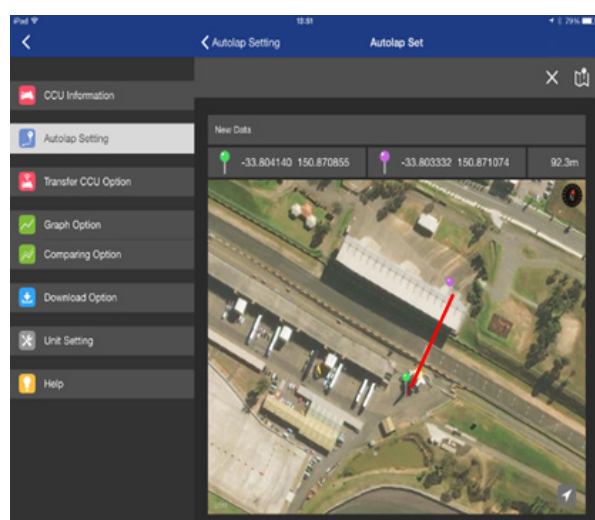 iPad
13:51
79%
Autolap Setting
Autolap Set
CCU Information
Autolap Setting
Transfer CCU Option
Graph Option
Comparing Option
Download Option
Unit Setting
Help
New Data
-33.804140 150.870855
-33.803332 150.871074
92.3m